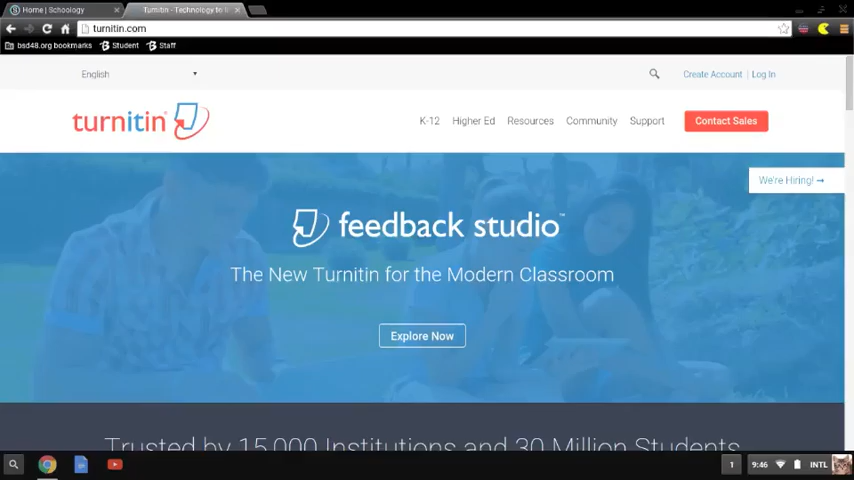 Home | Schoology
Turnitin - Technology to I
turnitin.com
bsd48.org bookmarks Student Staff
English
Create Account | Log In
turnitin
K-12 Higher Ed Resources Community Support Contact Sales
We're Hiring! →
feedback studio™
The New Turnitin for the Modern Classroom
Explore Now
Trusted by 15,000 Institutions and 30 Million Students
1 9:46 INTL